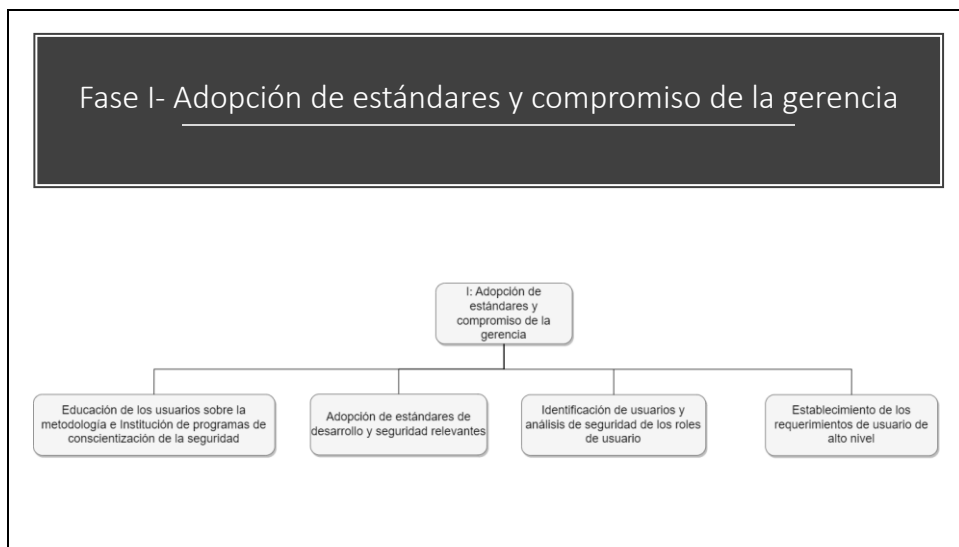 Fase I- Adopción de estándares y compromiso de la gerencia
I: Adopción de
estándares y
compromiso de la
gerencia
Educación de los usuarios sobre la
metodología e Institución de programas de
conscientización de la seguridad
Adopción de estándares de
desarrollo y seguridad relevantes
Identificación de usuarios y
análisis de seguridad de los roles
de usuario
Establecimiento de los
requerimientos de usuario de
alto nivel